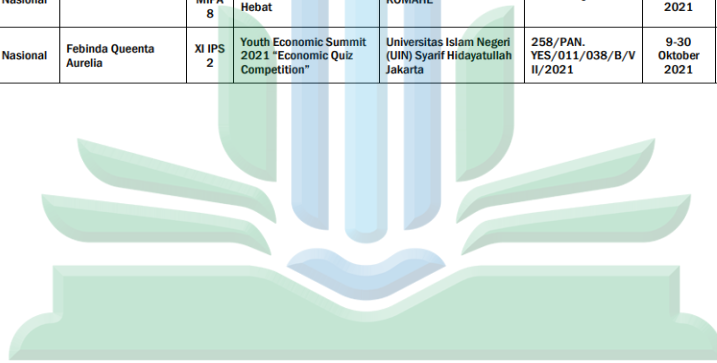 Nasional
MIPA
8
Hebat
2021
Nasional
Febinda Queenta
Aurelia
XI IPS
2
Youth Economic Summit
2021 “Economic Quiz
Competition”
Universitas Islam Negeri
(UIN) Syarif Hidayatullah
Jakarta
258/PAN.
YES/011/038/B/V
II/2021
9-30
Oktober
2021